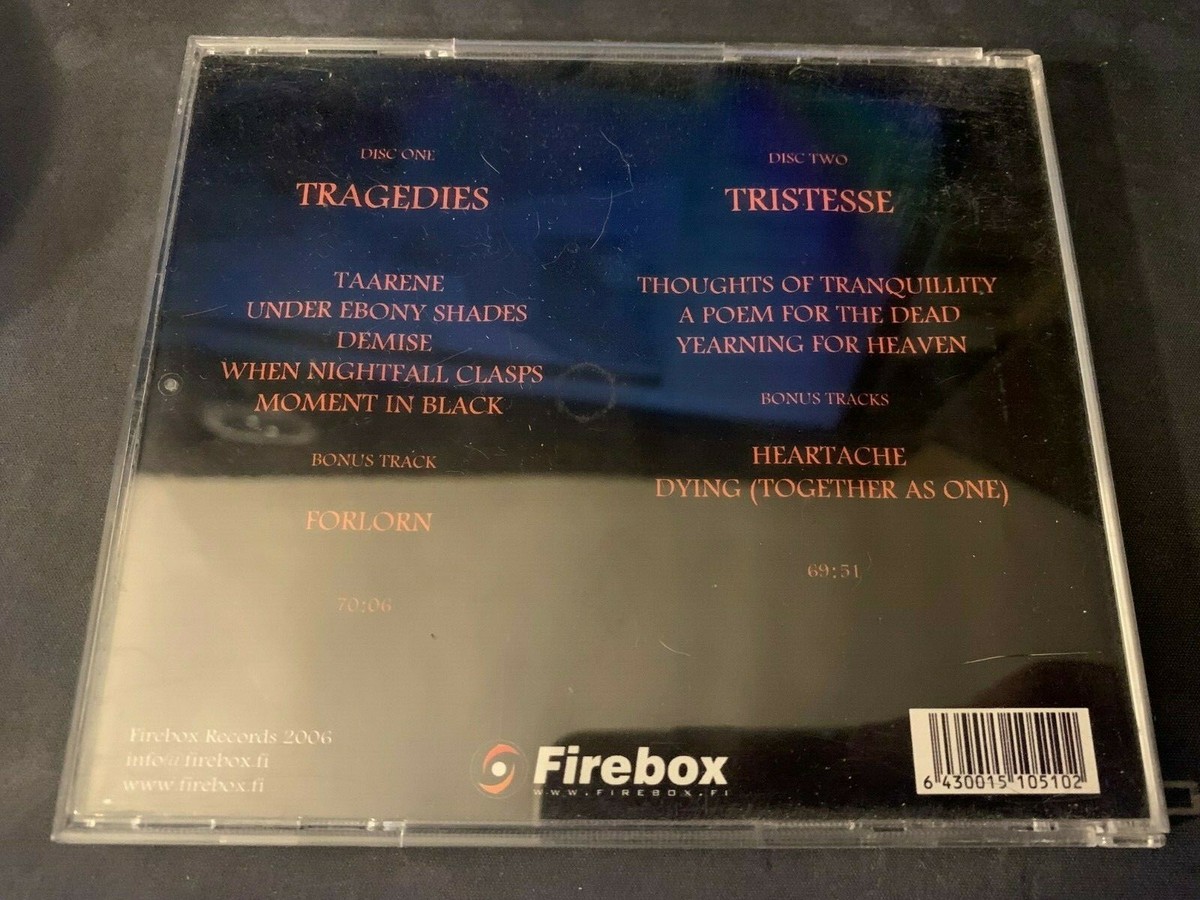 DISC ONE
TRAGEDIES
TAARENE
UNDER EBONY SHADES
DEMISE
WHEN NIGHTFALL CLASPS
MOMENT IN BLACK
BONUS TRACK
FORLORN
70:06
DISC TWO
TRISTESSE
THOUGHTS OF TRANQUILLITY
A POEM FOR THE DEAD
YEARNING FOR HEAVEN
BONUS TRACKS
HEARTACHE
DYING (TOGETHER AS ONE)
69:51
Firebox Records 2006
info@firebox.fi
www.firebox.fi
Firebox
WWW.FIREBOX.FI
6 430015 105102